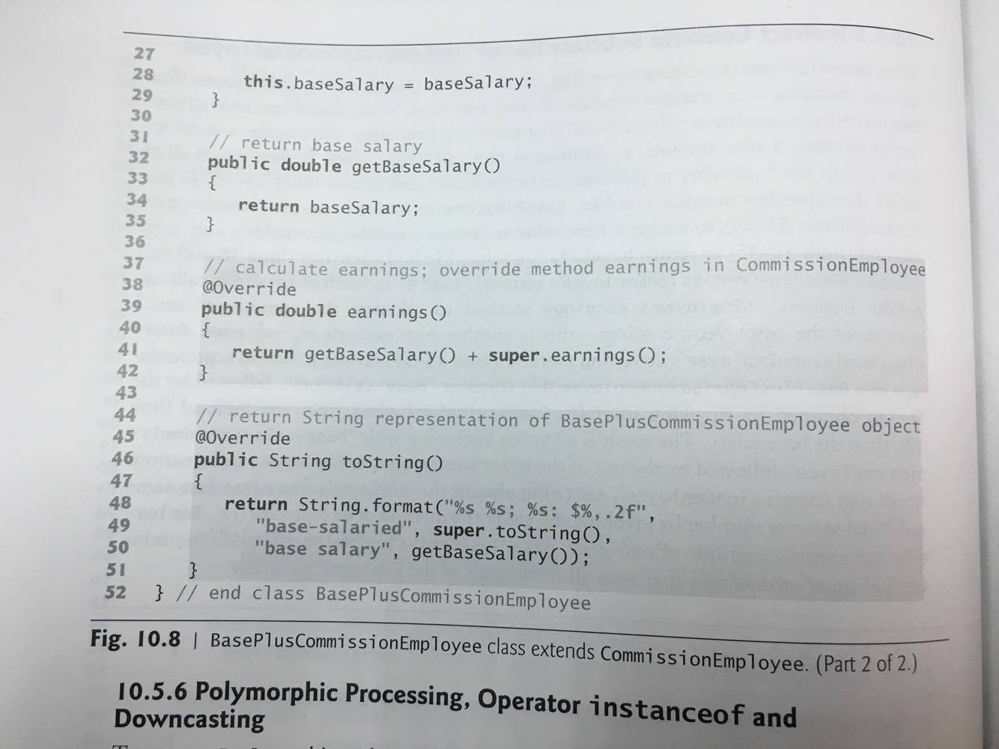 27
28 this.baseSalary = baseSalary;
29 }
30
31 // return base salary
32 public double getBaseSalary()
33 {
34 return baseSalary;
35 }
36
37 // calculate earnings; override method earnings in CommissionEmployee
38 @Override
39 public double earnings()
40 {
41 return getBaseSalary() + super.earnings();
42 }
43
44 // return String representation of BasePlusCommissionEmployee object
45 @Override
46 public String toString()
47 {
48 return String.format("%s %s; %s: $%,.2f",
49 "base-salaried", super.toString(),
50 "base salary", getBaseSalary());
51 }
52 } // end class BasePlusCommissionEmployee
Fig. 10.8 | BasePlusCommissionEmployee class extends CommissionEmployee. (Part 2 of 2.)
10.5.6 Polymorphic Processing, Operator instanceof and
Downcasting